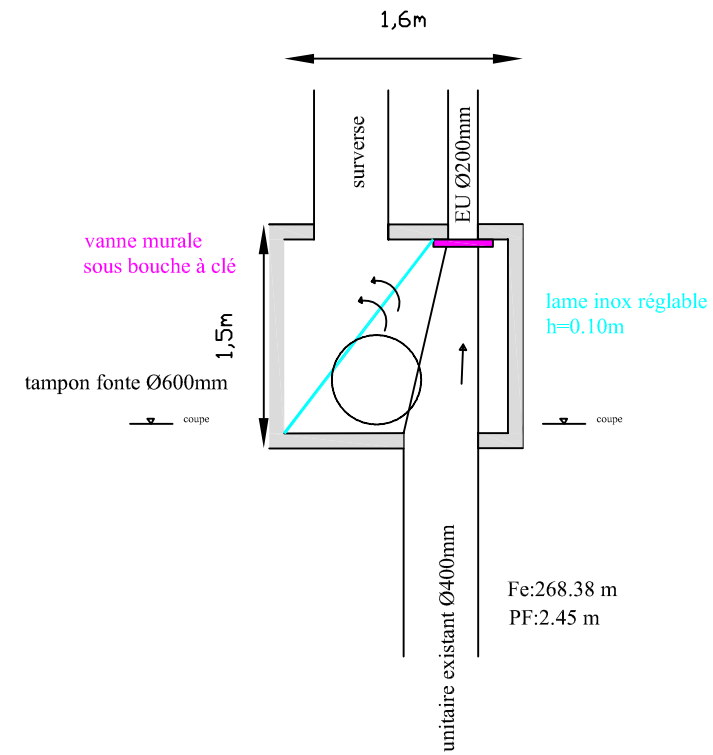 1,6m
surverse
EU Ø200mm
vanne murale
sous bouche à clé
lame inox réglable
h=0.10m
1,5m
tampon fonte Ø600mm
coupe
coupe
unitaire existant Ø400mm
Fe:268.38 m
PF:2.45 m